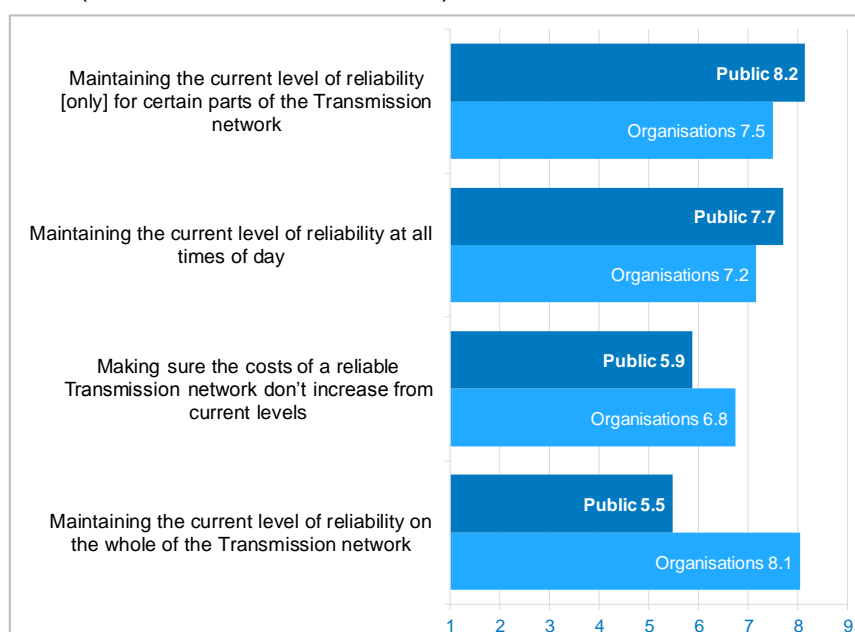 Maintaining the current level of reliability
[only] for certain parts of the Transmission
network
Public 8.2
Organisations 7.5
Maintaining the current level of reliability at all
times of day
Public 7.7
Organisations 7.2
Making sure the costs of a reliable
Transmission network don't increase from
current levels
Public 5.9
Organisations 6.8
Maintaining the current level of reliability on
the whole of the Transmission network
Public 5.5
Organisations 8.1
1 2 3 4 5 6 7 8 9